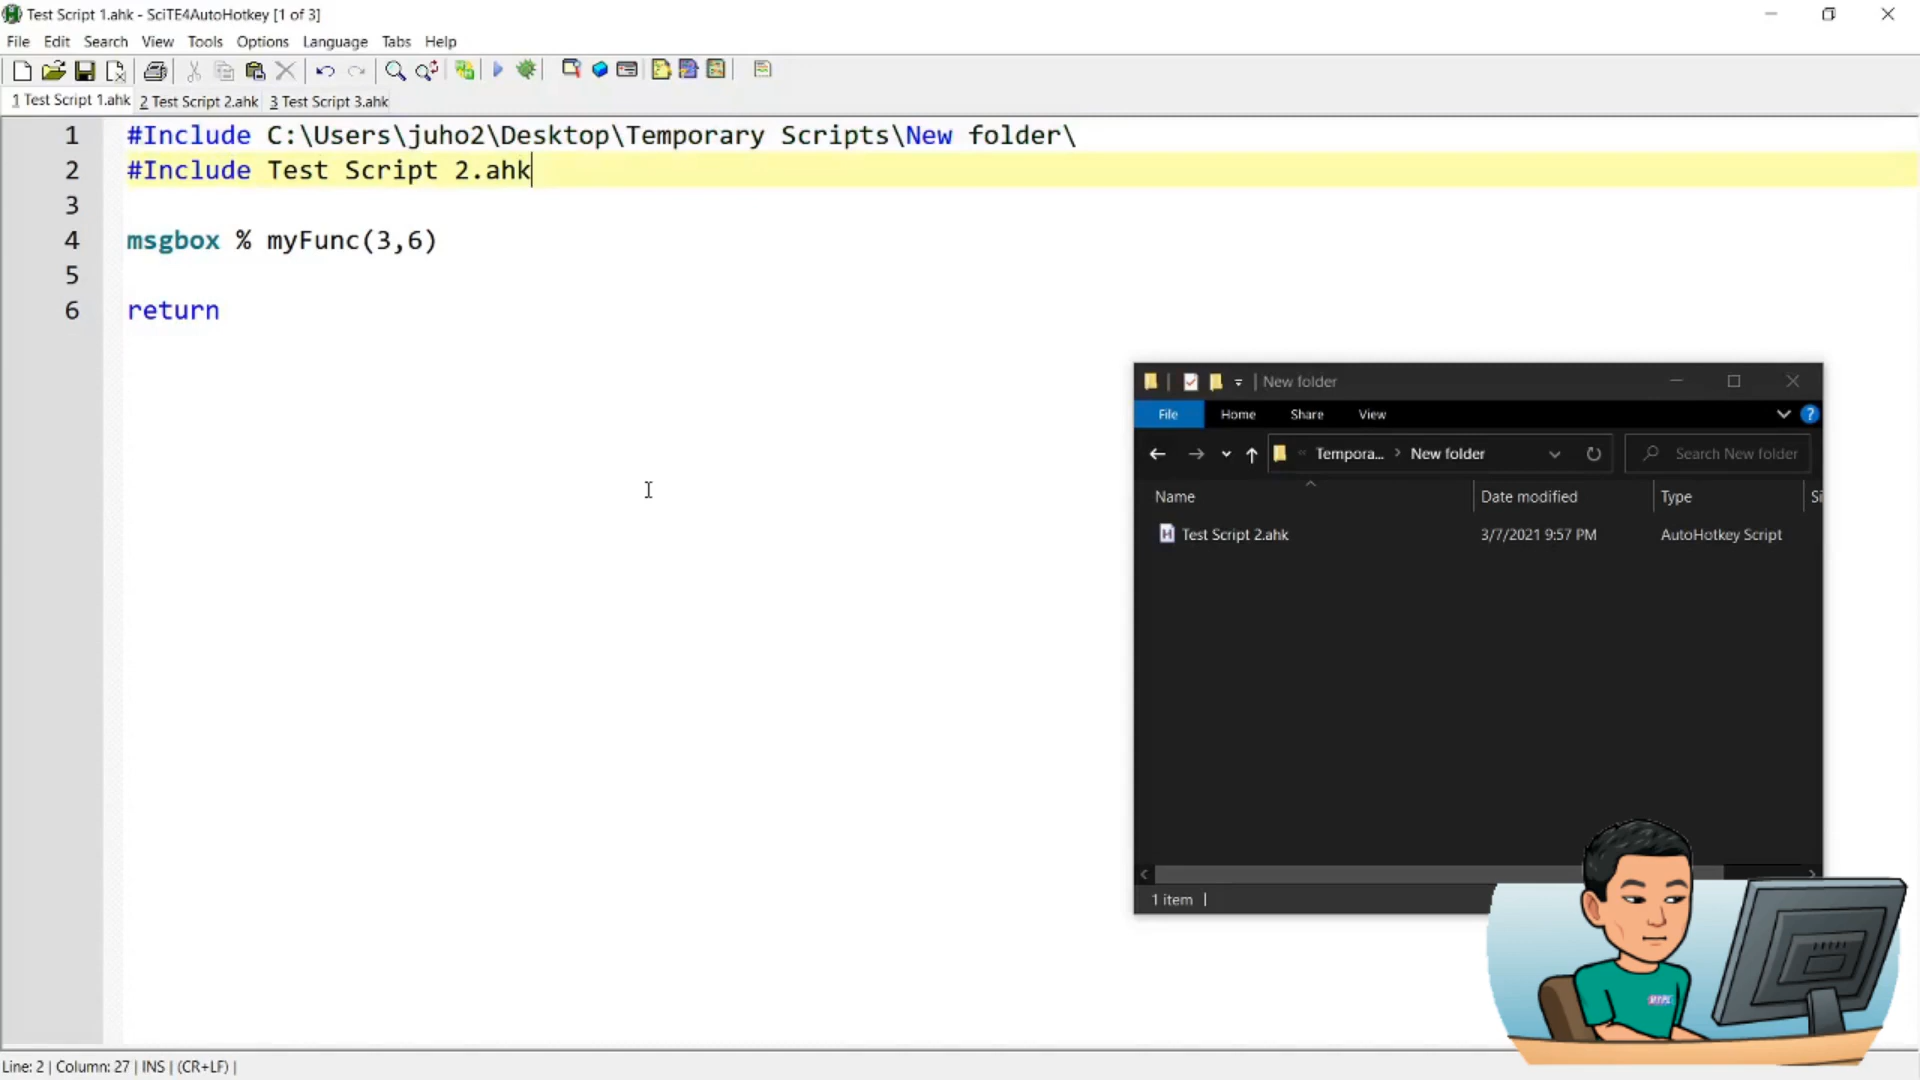 Test Script 1.ahk - SciTE4AutoHotkey [1 of 3]
File Edit Search View Tools Options Language Tabs Help
1 Test Script 1.ahk 2 Test Script 2.ahk 3 Test Script 3.ahk
1 #Include C:\Users\juho2\Desktop\Temporary Scripts\New folder\
2 #Include Test Script 2.ahk
3
4 msgbox % myFunc(3,6)
5
6 return
New folder
File Home Share View ?
« Tempora... > New folder Search New folder
Name Date modified Type Si
Test Script 2.ahk 3/7/2021 9:57 PM AutoHotkey Script
1 item
Line: 2 | Column: 27 | INS | (CR+LF) |